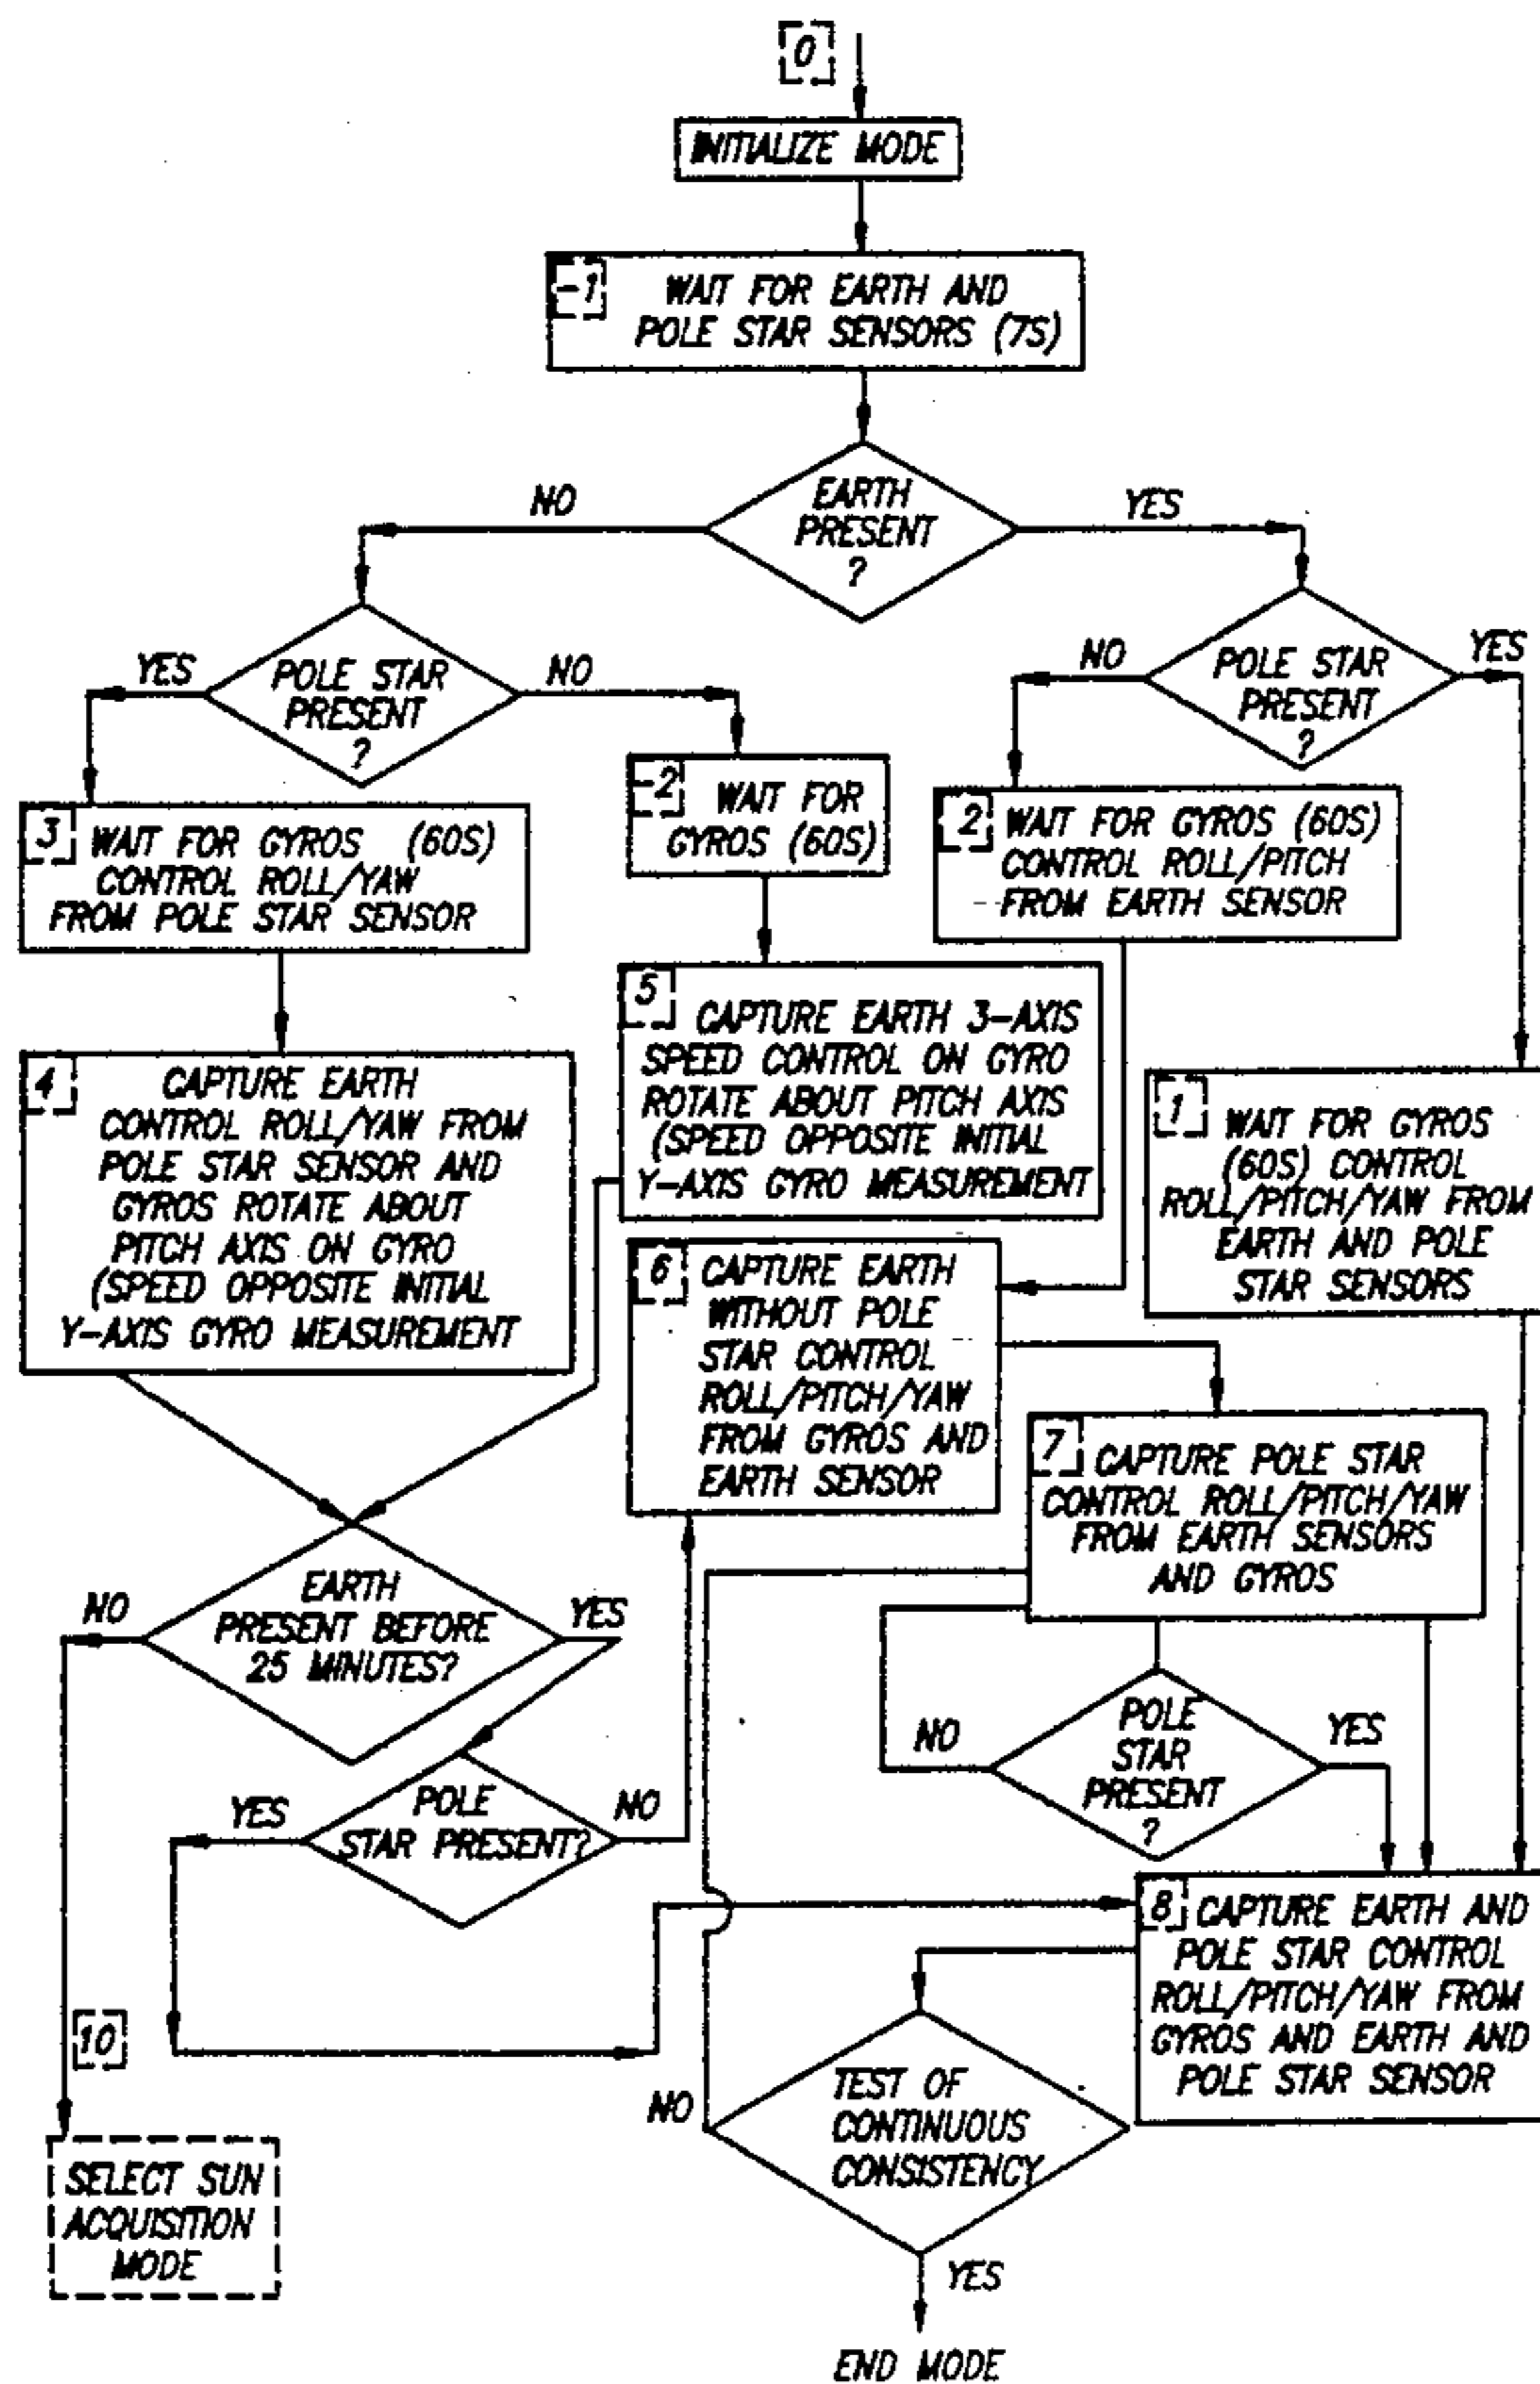 0
INITIALIZE MODE
-1 WAIT FOR EARTH AND
POLE STAR SENSORS (7S)
EARTH
PRESENT
?
NO
YES
POLE STAR
PRESENT
?
YES
NO
POLE STAR
PRESENT
?
NO
YES
3 WAIT FOR GYROS (60S)
CONTROL ROLL/YAW
FROM POLE STAR SENSOR
-2 WAIT FOR
GYROS (60S)
2 WAIT FOR GYROS (60S)
CONTROL ROLL/PITCH
FROM EARTH SENSOR
4 CAPTURE EARTH
CONTROL ROLL/YAW FROM
POLE STAR SENSOR AND
GYROS ROTATE ABOUT
PITCH AXIS ON GYRO
(SPEED OPPOSITE INITIAL
Y-AXIS GYRO MEASUREMENT
5 CAPTURE EARTH 3-AXIS
SPEED CONTROL ON GYRO
ROTATE ABOUT PITCH AXIS
(SPEED OPPOSITE INITIAL
Y-AXIS GYRO MEASUREMENT
1 WAIT FOR GYROS
(60S) CONTROL
ROLL/PITCH/YAW FROM
EARTH AND POLE
STAR SENSORS
6 CAPTURE EARTH
WITHOUT POLE
STAR CONTROL
ROLL/PITCH/YAW
FROM GYROS AND
EARTH SENSOR
7 CAPTURE POLE STAR
CONTROL ROLL/PITCH/YAW
FROM EARTH SENSORS
AND GYROS
EARTH
PRESENT BEFORE
25 MINUTES?
NO
YES
POLE
STAR PRESENT?
YES
NO
POLE
STAR
PRESENT
?
NO
YES
8 CAPTURE EARTH AND
POLE STAR CONTROL
ROLL/PITCH/YAW FROM
GYROS AND EARTH AND
POLE STAR SENSOR
10
SELECT SUN
ACQUISITION
MODE
TEST OF
CONTINUOUS
CONSISTENCY
NO
YES
END MODE